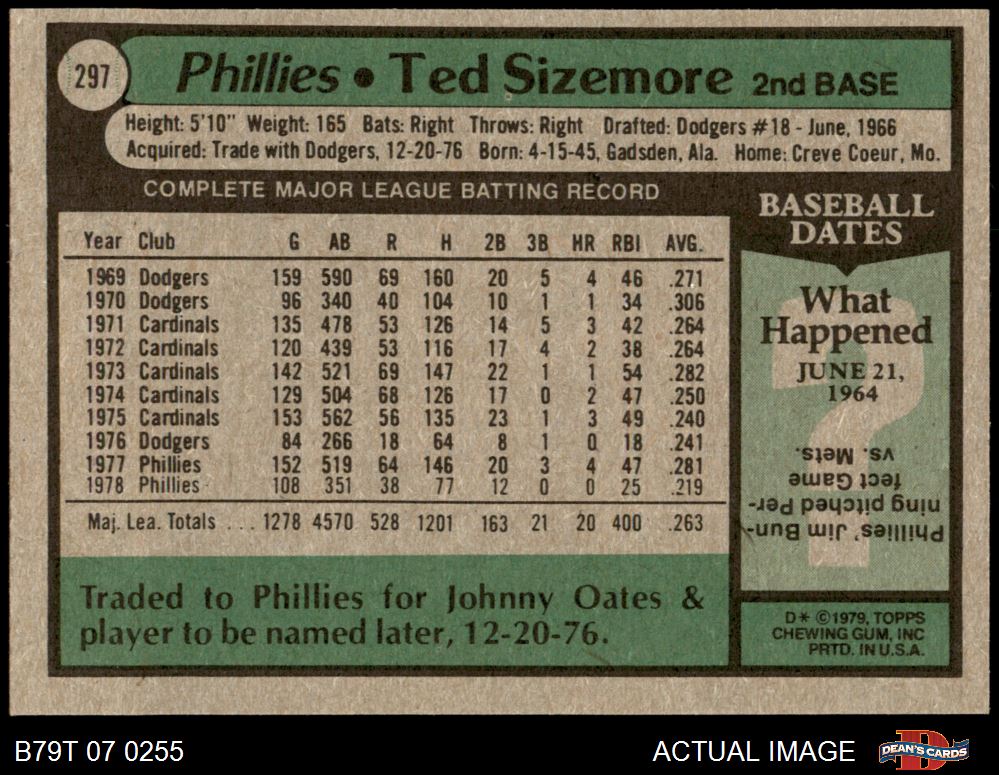 297
Phillies • Ted Sizemore 2nd BASE
Height: 5'10" Weight: 165 Bats: Right Throws: Right Drafted: Dodgers #18 - June, 1966
Acquired: Trade with Dodgers, 12-20-76 Born: 4-15-45, Gadsden, Ala. Home: Creve Coeur, Mo.
COMPLETE MAJOR LEAGUE BATTING RECORD
Year Club G AB R H 2B 3B HR RBI AVG.
1969 Dodgers 159 590 69 160 20 5 4 46 .271
1970 Dodgers 96 340 40 104 10 1 1 34 .306
1971 Cardinals 135 478 53 126 14 5 3 42 .264
1972 Cardinals 120 439 53 116 17 4 2 38 .264
1973 Cardinals 142 521 69 147 22 1 1 54 .282
1974 Cardinals 129 504 68 126 17 0 2 47 .250
1975 Cardinals 153 562 56 135 23 1 3 49 .240
1976 Dodgers 84 266 18 64 8 1 0 18 .241
1977 Phillies 152 519 64 146 20 3 4 47 .281
1978 Phillies 108 351 38 77 12 0 0 25 .219
Maj. Lea. Totals ... 1278 4570 528 1201 163 21 20 400 .263
Traded to Phillies for Johnny Oates &
player to be named later, 12-20-76.
BASEBALL
DATES
What
Happened
JUNE 21,
1964
?
Phillies' Jim Bun-
ning pitched Per-
fect Game
vs. Mets.
D* ©1979, TOPPS
CHEWING GUM, INC
PRTD. IN U.S.A.
B79T 07 0255
ACTUAL IMAGE
D
DEAN'S CARDS